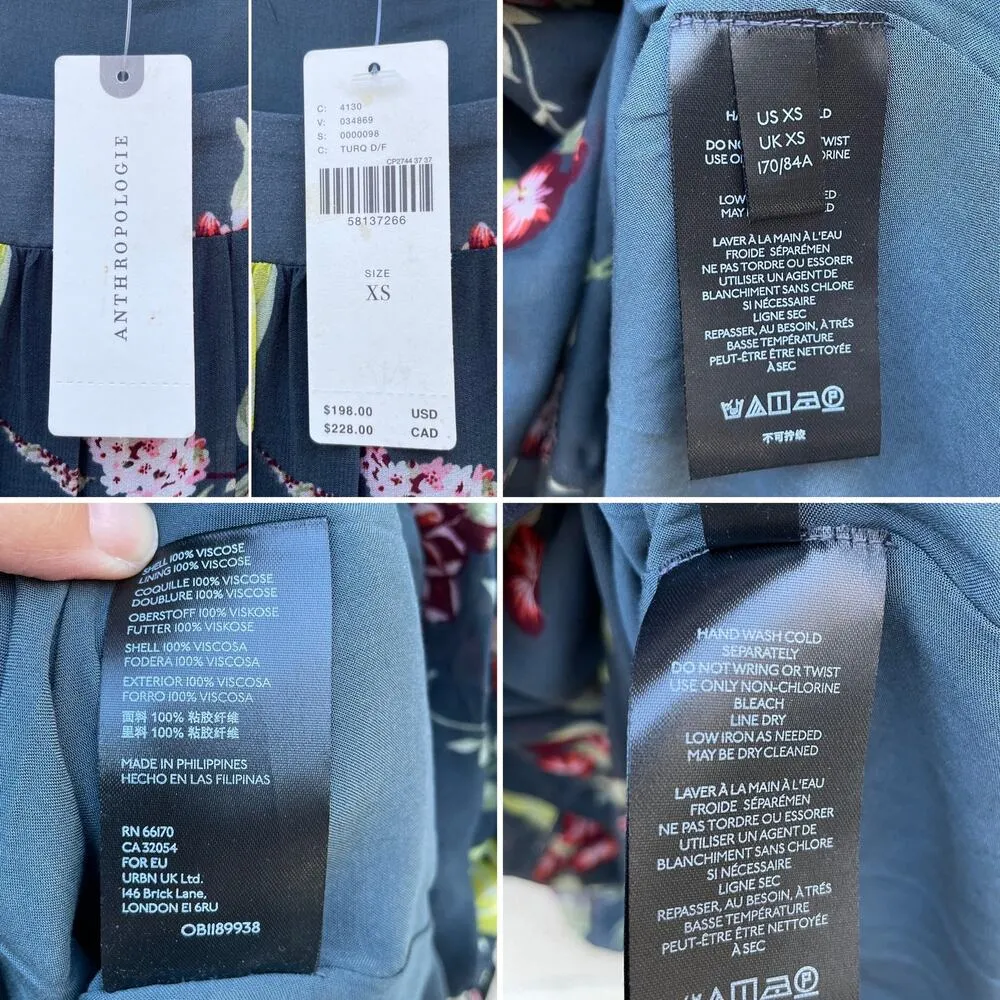 ANTHROPOLOGIE
C: 4130
V: 034869
S: 0000098
C: TURQ D/F
CP2744 37 37
58137266
SIZE
XS
$198.00 USD
$228.00 CAD
US XS
UK XS
170/84A
LAVER À LA MAIN À L'EAU
FROIDE SÉPARÉMEN
NE PAS TORDRE OU ESSORER
UTILISER UN AGENT DE
BLANCHIMENT SANS CHLORE
SI NÉCESSAIRE
LIGNE SEC
REPASSER, AU BESOIN, À TRÉS
BASSE TEMPÉRATURE
PEUT-ÊTRE ÊTRE NETTOYÉE
À SEC
P
不可拧绞
SHELL 100% VISCOSE
LINING 100% VISCOSE
COQUILLE 100% VISCOSE
DOUBLURE 100% VISCOSE
OBERSTOFF 100% VISKOSE
FUTTER 100% VISKOSE
SHELL 100% VISCOSA
FODERA 100% VISCOSA
EXTERIOR 100% VISCOSA
FORRO 100% VISCOSA
面料 100% 粘胶纤维
里料 100% 粘胶纤维
MADE IN PHILIPPINES
HECHO EN LAS FILIPINAS
RN 66170
CA 32054
FOR EU
URBN UK Ltd.
146 Brick Lane,
LONDON E1 6RU
OB1189938
HAND WASH COLD
SEPARATELY
DO NOT WRING OR TWIST
USE ONLY NON-CHLORINE
BLEACH
LINE DRY
LOW IRON AS NEEDED
MAY BE DRY CLEANED
LAVER À LA MAIN À L'EAU
FROIDE SÉPARÉMEN
NE PAS TORDRE OU ESSORER
UTILISER UN AGENT DE
BLANCHIMENT SANS CHLORE
SI NÉCESSAIRE
LIGNE SEC
REPASSER, AU BESOIN, À TRÉS
BASSE TEMPÉRATURE
PEUT-ÊTRE ÊTRE NETTOYÉE
À SEC
P